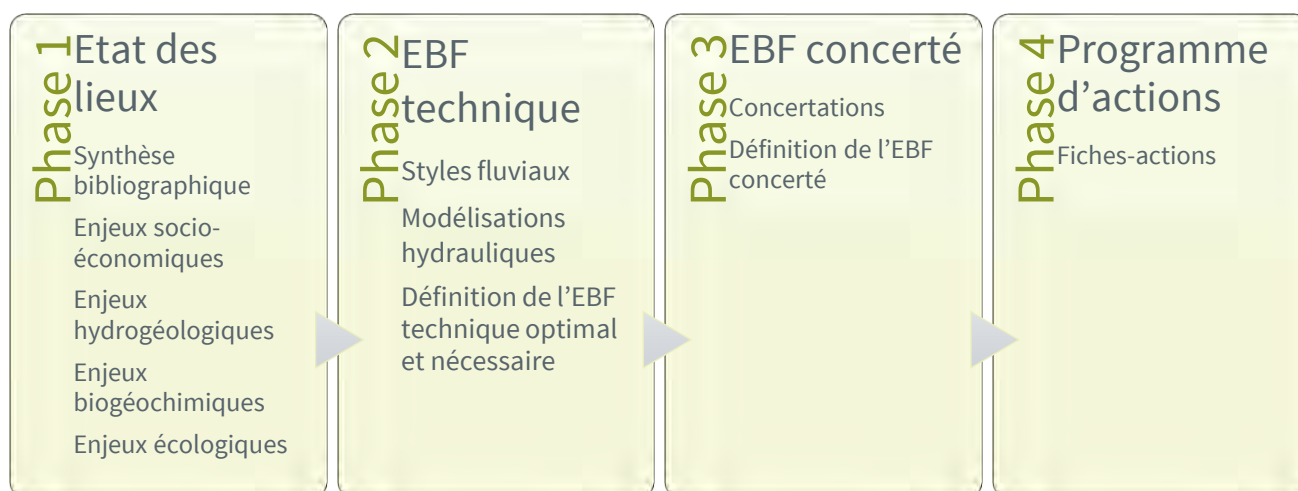 Phase 1
Etat des
lieux
Synthèse
bibliographique
Enjeux socio-
économiques
Enjeux
hydrogéologiques
Enjeux
biogéochimiques
Enjeux écologiques
Phase 2
EBF
technique
Styles fluviaux
Modélisations
hydrauliques
Définition de l’EBF
technique optimal
et nécessaire
Phase 3
EBF concerté
Concertations
Définition de l’EBF
concerté
Phase 4
Programme
d’actions
Fiches-actions